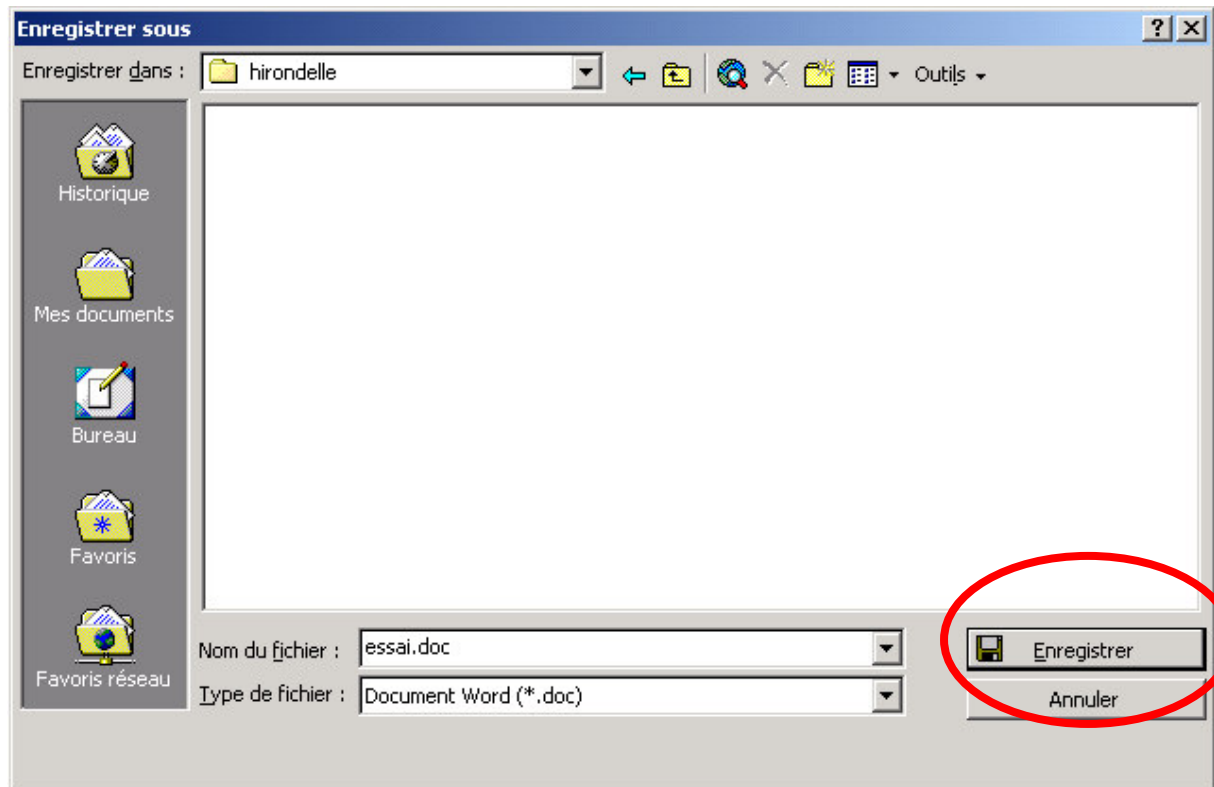 Enregistrer sous
Enregistrer dans : hirondelle Outils
Historique
Mes documents
Bureau
Favoris
Favoris réseau
Nom du fichier : essai.doc Enregistrer
Type de fichier : Document Word (*.doc) Annuler